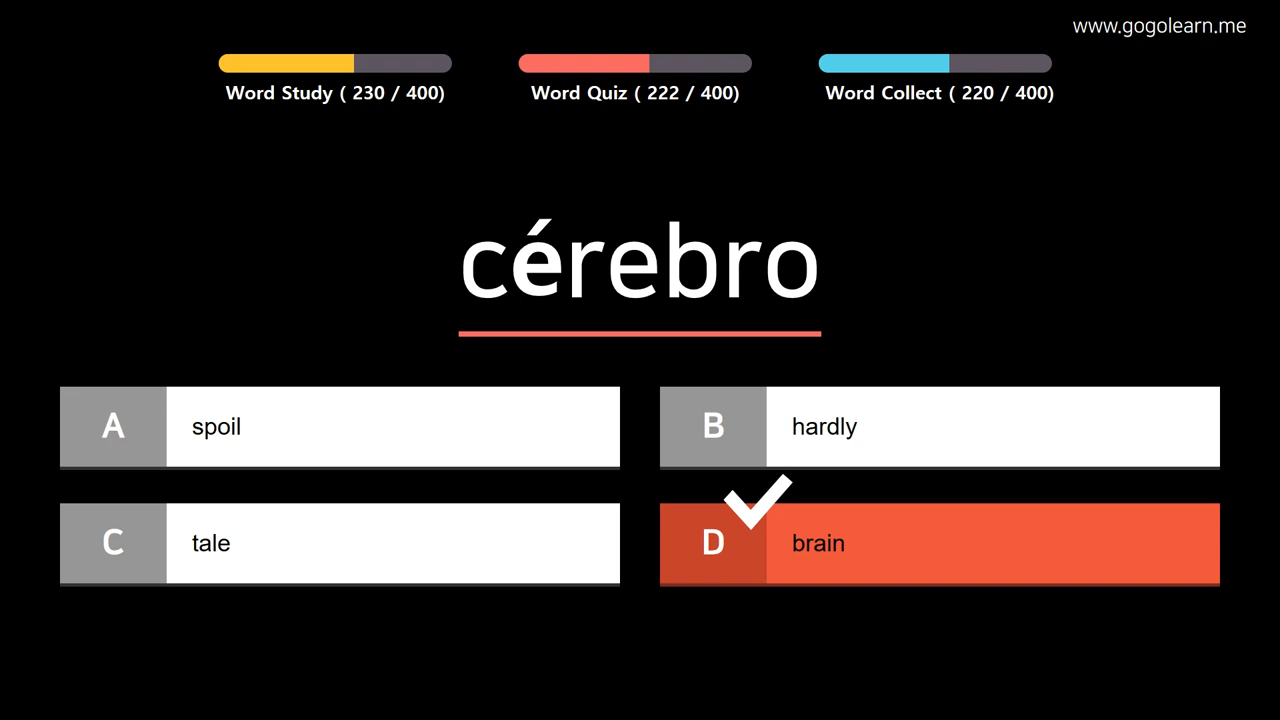 www.gogolearn.me
Word Study ( 230 / 400)
Word Quiz ( 222 / 400)
Word Collect ( 220 / 400)
cérebro
A
spoil
B
hardly
C
tale
D
brain